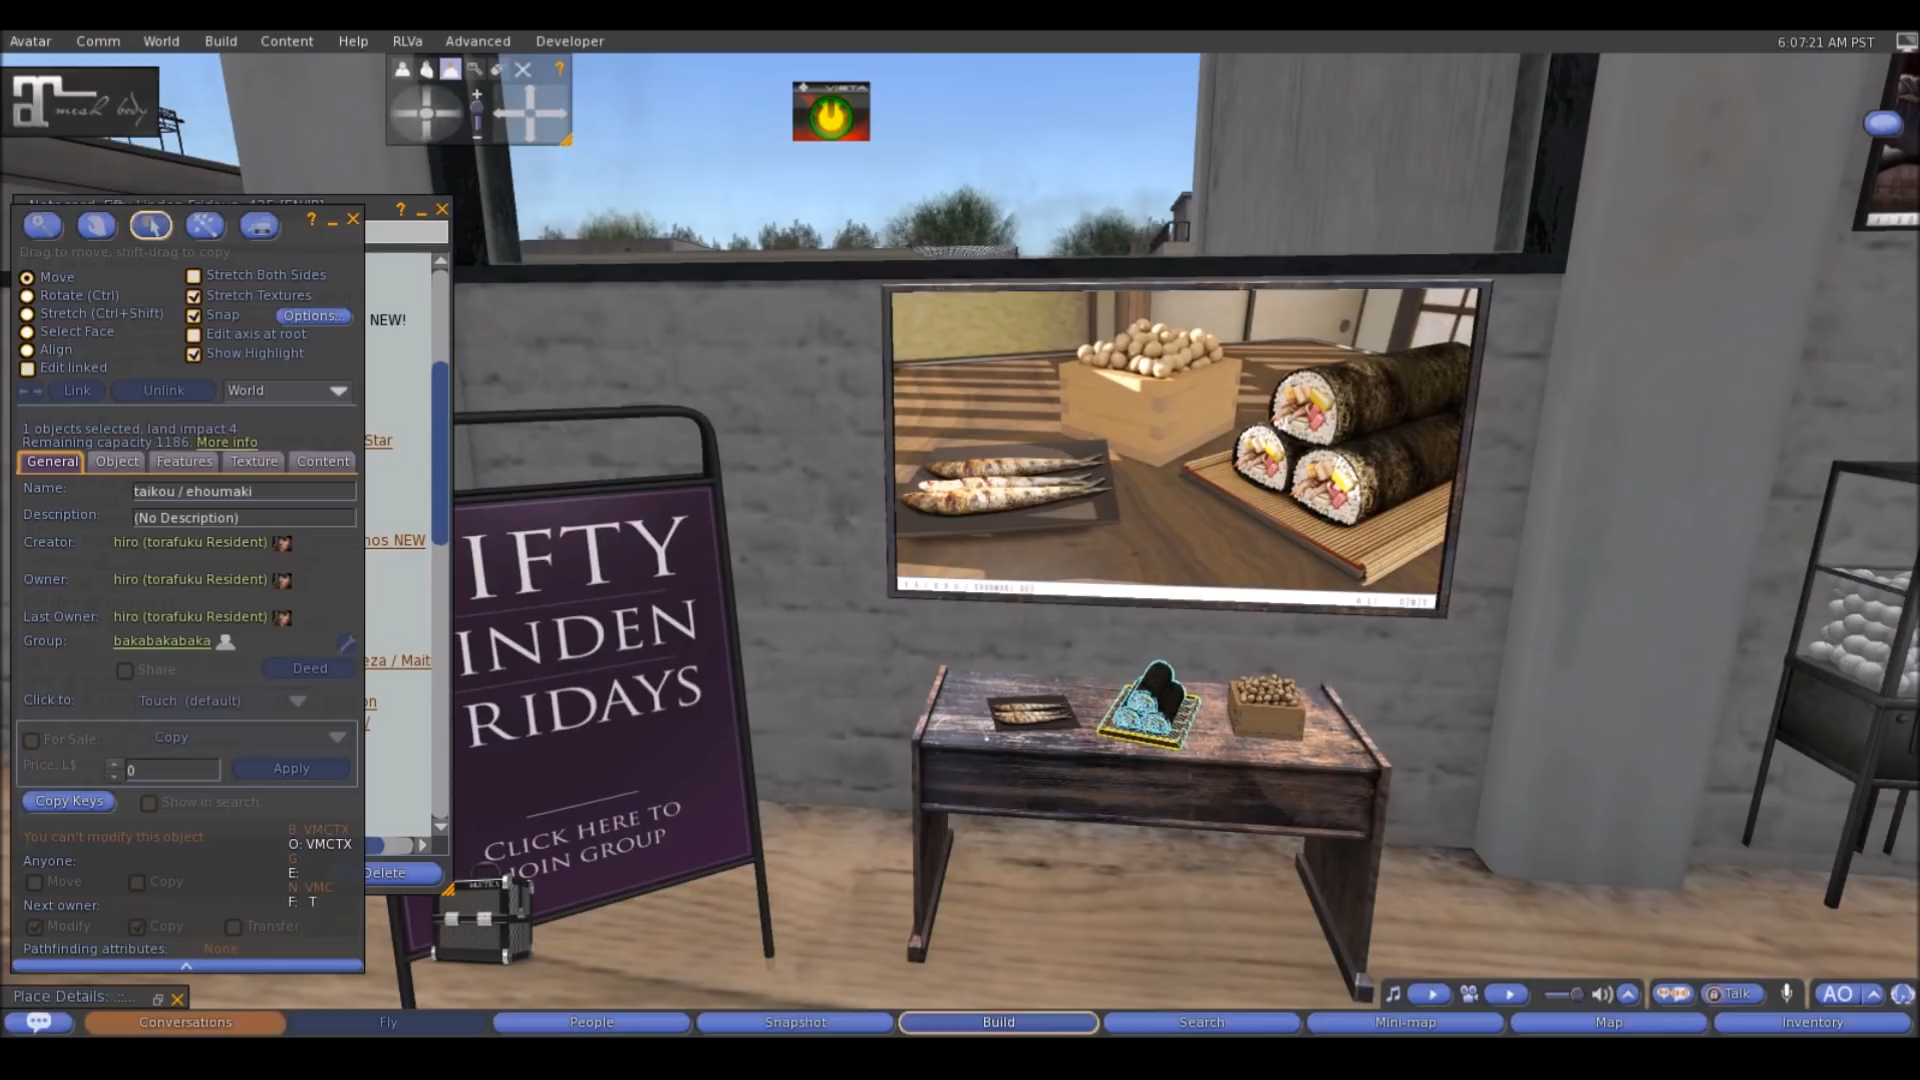 Avatar Comm World Build Content Help RLVa Advanced Developer
6:07:21 AM PST
mesh body
VISTA
?
Drag to move, shift-drag to copy
Move
Rotate (Ctrl)
Stretch (Ctrl+Shift)
Select Face
Align
Edit linked
Stretch Both Sides
Stretch Textures
Snap
Options...
Edit axis at root
Show Highlight
Link
Unlink
World
1 objects selected, land impact 4
Remaining capacity 1186. More info
General Object Features Texture Content
Name: taikou / ehoumaki
Description: (No Description)
Creator: hiro (torafuku Resident)
Owner: hiro (torafuku Resident)
Last Owner: hiro (torafuku Resident)
Group: bakabakabaka
Share
Deed
Click to: Touch (default)
For Sale: Copy
Price: L$ 0
Apply
Copy Keys
Show in search
You can't modify this object
B: VMCTX
O: VMCTX
G:
E:
N: VMC
F: T
Anyone:
Move
Copy
Next owner:
Modify
Copy
Transfer
Pathfinding attributes: None
NEW!
Star
nos NEW
eza / Mait
on
/
Delete
IFTY
INDEN
RIDAYS
CLICK HERE TO
JOIN GROUP
Place Details: ...
Talk
AO
Conversations
Fly
People
Snapshot
Build
Search
Mini-map
Map
Inventory